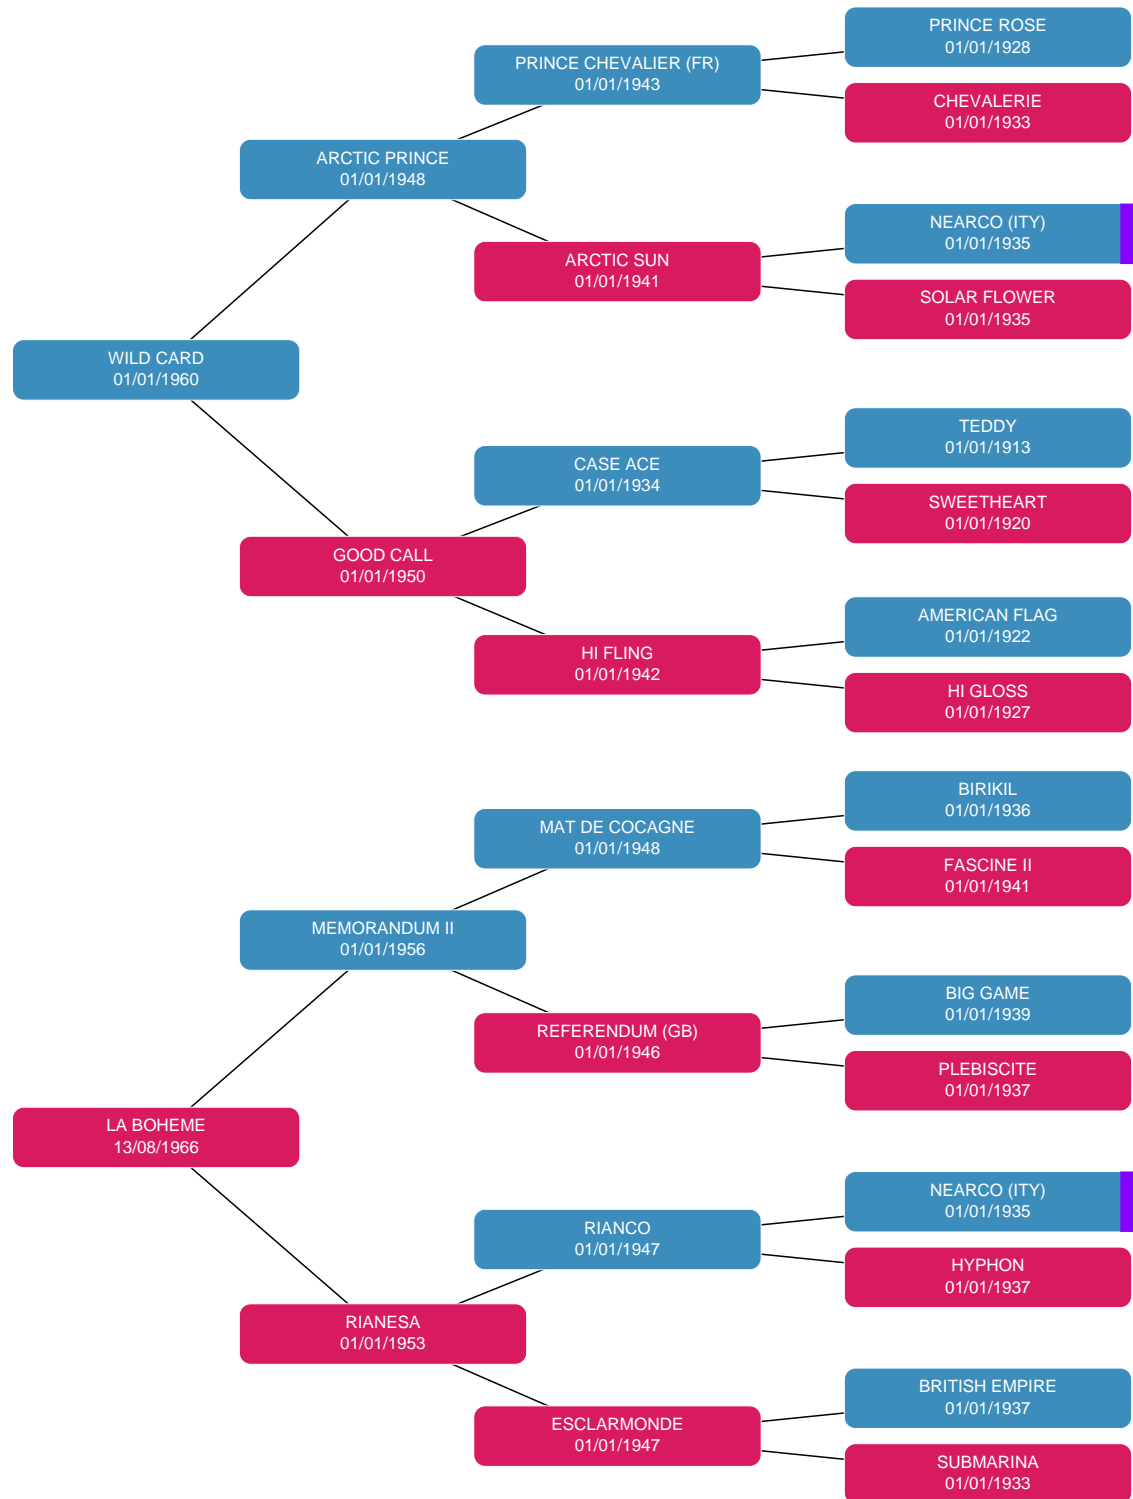 PRINCE ROSE
01/01/1928
PRINCE CHEVALIER (FR)
01/01/1943
CHEVALERIE
01/01/1933
ARCTIC PRINCE
01/01/1948
NEARCO (ITY)
01/01/1935
ARCTIC SUN
01/01/1941
SOLAR FLOWER
01/01/1935
WILD CARD
01/01/1960
TEDDY
01/01/1913
CASE ACE
01/01/1934
SWEETHEART
01/01/1920
GOOD CALL
01/01/1950
AMERICAN FLAG
01/01/1922
HI FLING
01/01/1942
HI GLOSS
01/01/1927
BIRIKIL
01/01/1936
MAT DE COCAGNE
01/01/1948
FASCINE II
01/01/1941
MEMORANDUM II
01/01/1956
BIG GAME
01/01/1939
REFERENDUM (GB)
01/01/1946
PLEBISCITE
01/01/1937
LA BOHEME
13/08/1966
NEARCO (ITY)
01/01/1935
RIANCO
01/01/1947
HYPHON
01/01/1937
RIANESA
01/01/1953
BRITISH EMPIRE
01/01/1937
ESCLARMONDE
01/01/1947
SUBMARINA
01/01/1933